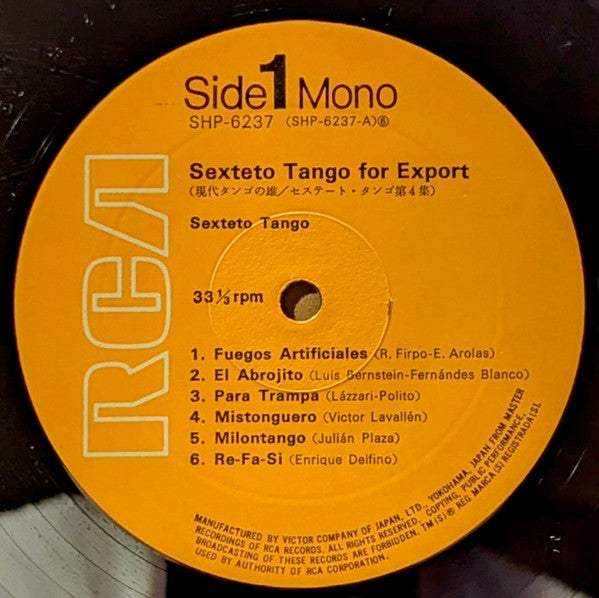 Side 1 Mono
SHP-6237 (SHP-6237-A)⑥
Sexteto Tango for Export
(現代タンゴの雄/セステート・タンゴ第4集)
Sexteto Tango
RCA
33 1/3 rpm
1. Fuegos Artificiales (R. Firpo-E. Arolas)
2. El Abrojito (Luis Bernstein-Fernándes Blanco)
3. Para Trampa (Lázzari-Polito)
4. Mistonguero (Victor Lavallén)
5. Milontango (Julián Plaza)
6. Re-Fa-Si (Enrique Delfino)
MANUFACTURED BY VICTOR COMPANY OF JAPAN, LTD. YOKOHAMA, JAPAN FROM MASTER
RECORDINGS OF RCA RECORDS. ALL RIGHTS RESERVED, COPYING, PUBLIC PERFORMANCE,
BROADCASTING OF THESE RECORDS ARE FORBIDDEN. TM(S)® REG. MARCA(S) REGISTRADA(S).
USED BY AUTHORITY OF RCA CORPORATION.